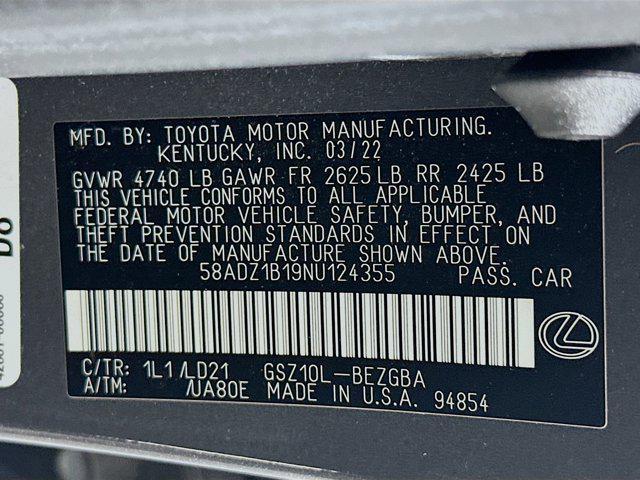 MFD. BY: TOYOTA MOTOR MANUFACTURING.
KENTUCKY, INC. 03/22
GVWR 4740 LB GAWR FR 2625 LB RR 2425 LB
THIS VEHICLE CONFORMS TO ALL APPLICABLE
FEDERAL MOTOR VEHICLE SAFETY, BUMPER, AND
THEFT PREVENTION STANDARDS IN EFFECT ON
THE DATE OF MANUFACTURE SHOWN ABOVE.
58ADZ1B19NU124355 PASS. CAR
C/TR: 1L1 /LD21 GSZ10L-BEZGBA
A/TM: /UA80E MADE IN U.S.A. 94854
D8